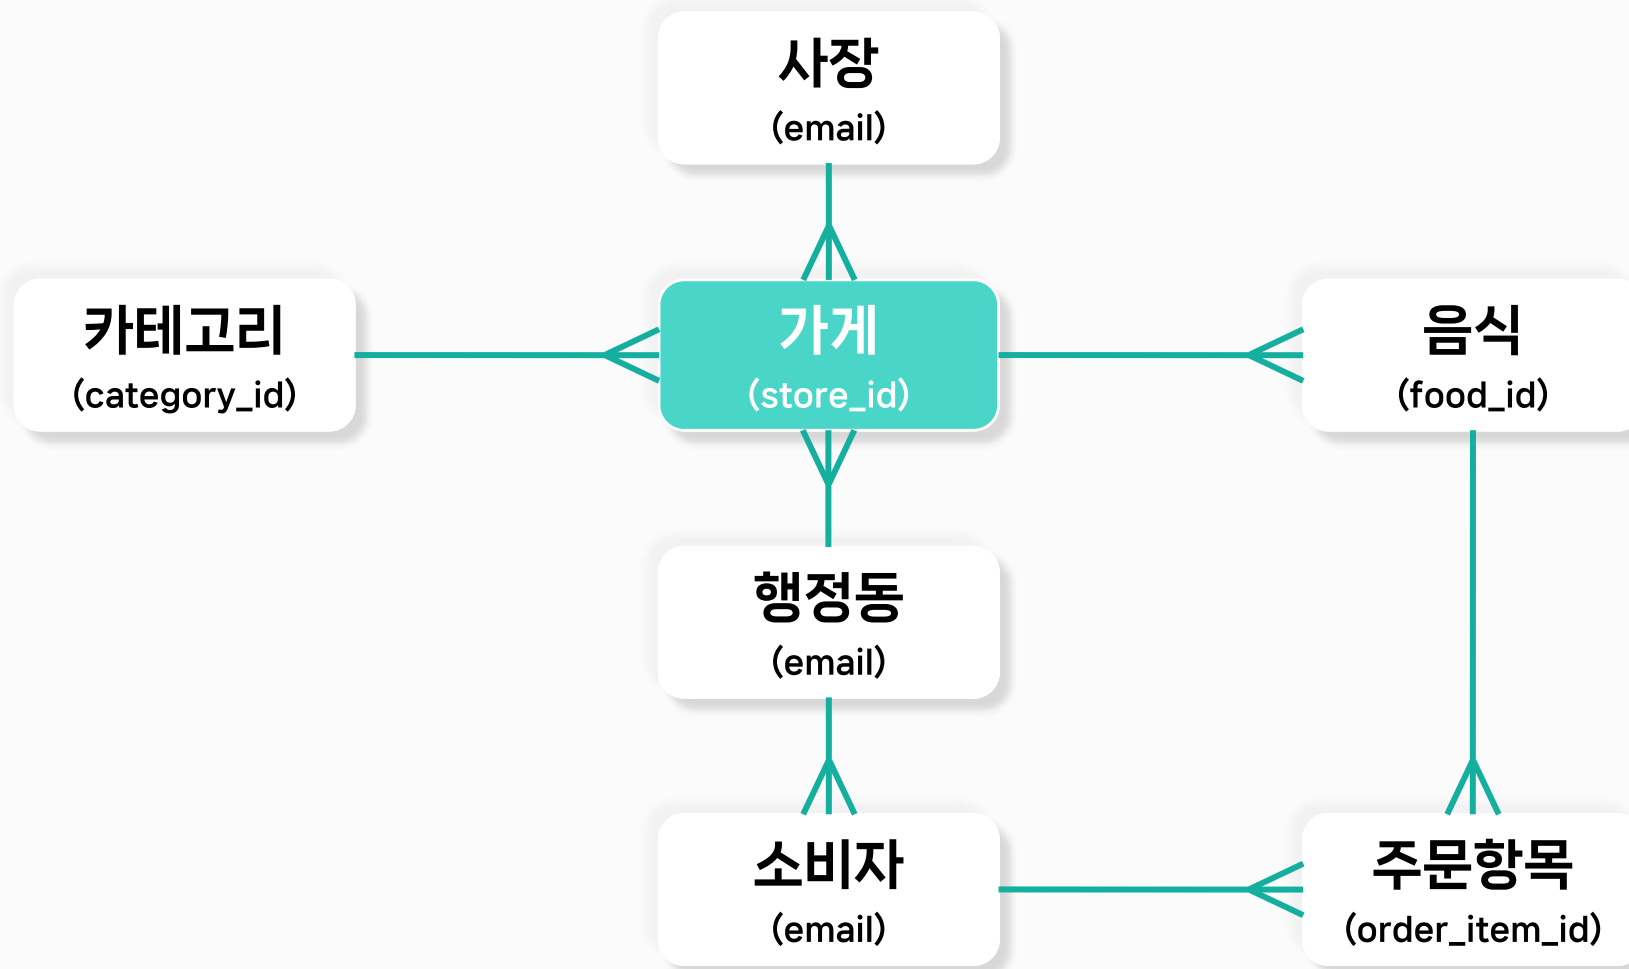 사장
(email)
카테고리
(category_id)
가게
(store_id)
음식
(food_id)
행정동
(email)
소비자
(email)
주문항목
(order_item_id)